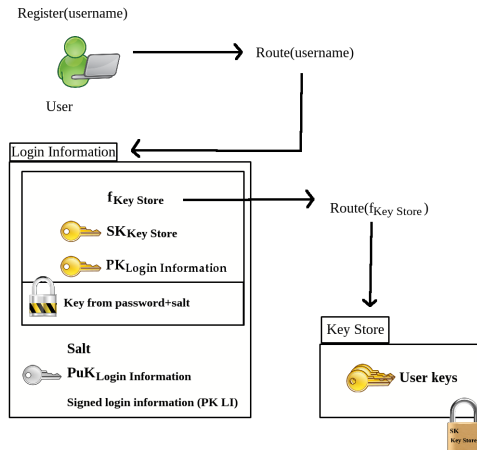 Register(username)
Route(username)
User
Login Information
fKey Store
SKKey Store
PKLogin Information
Key from password+salt
Route(fKey Store)
Key Store
Salt
PuKLogin Information
Signed login information (PK LI)
User keys
SK
Key Store